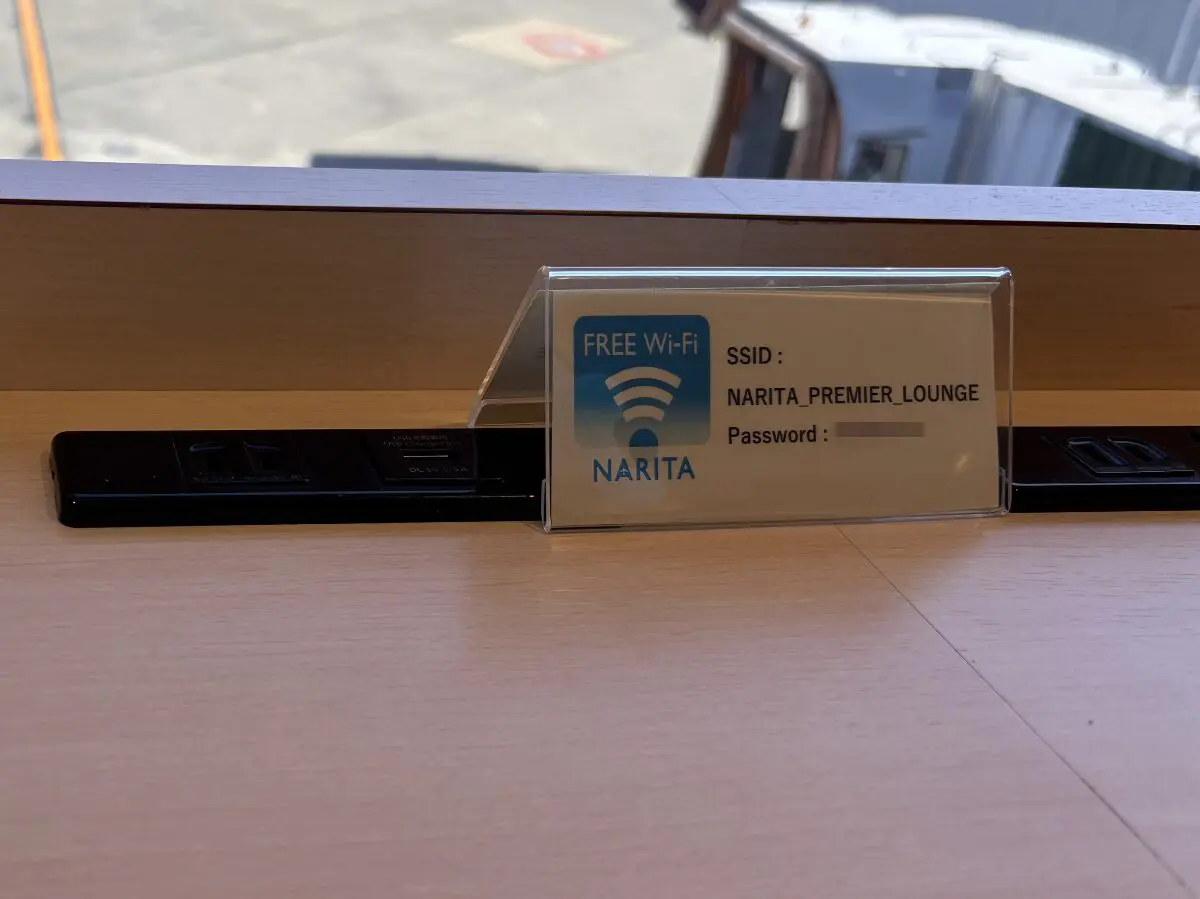 FREE Wi-Fi
NARITA
SSID :
NARITA_PREMIER_LOUNGE
Password :